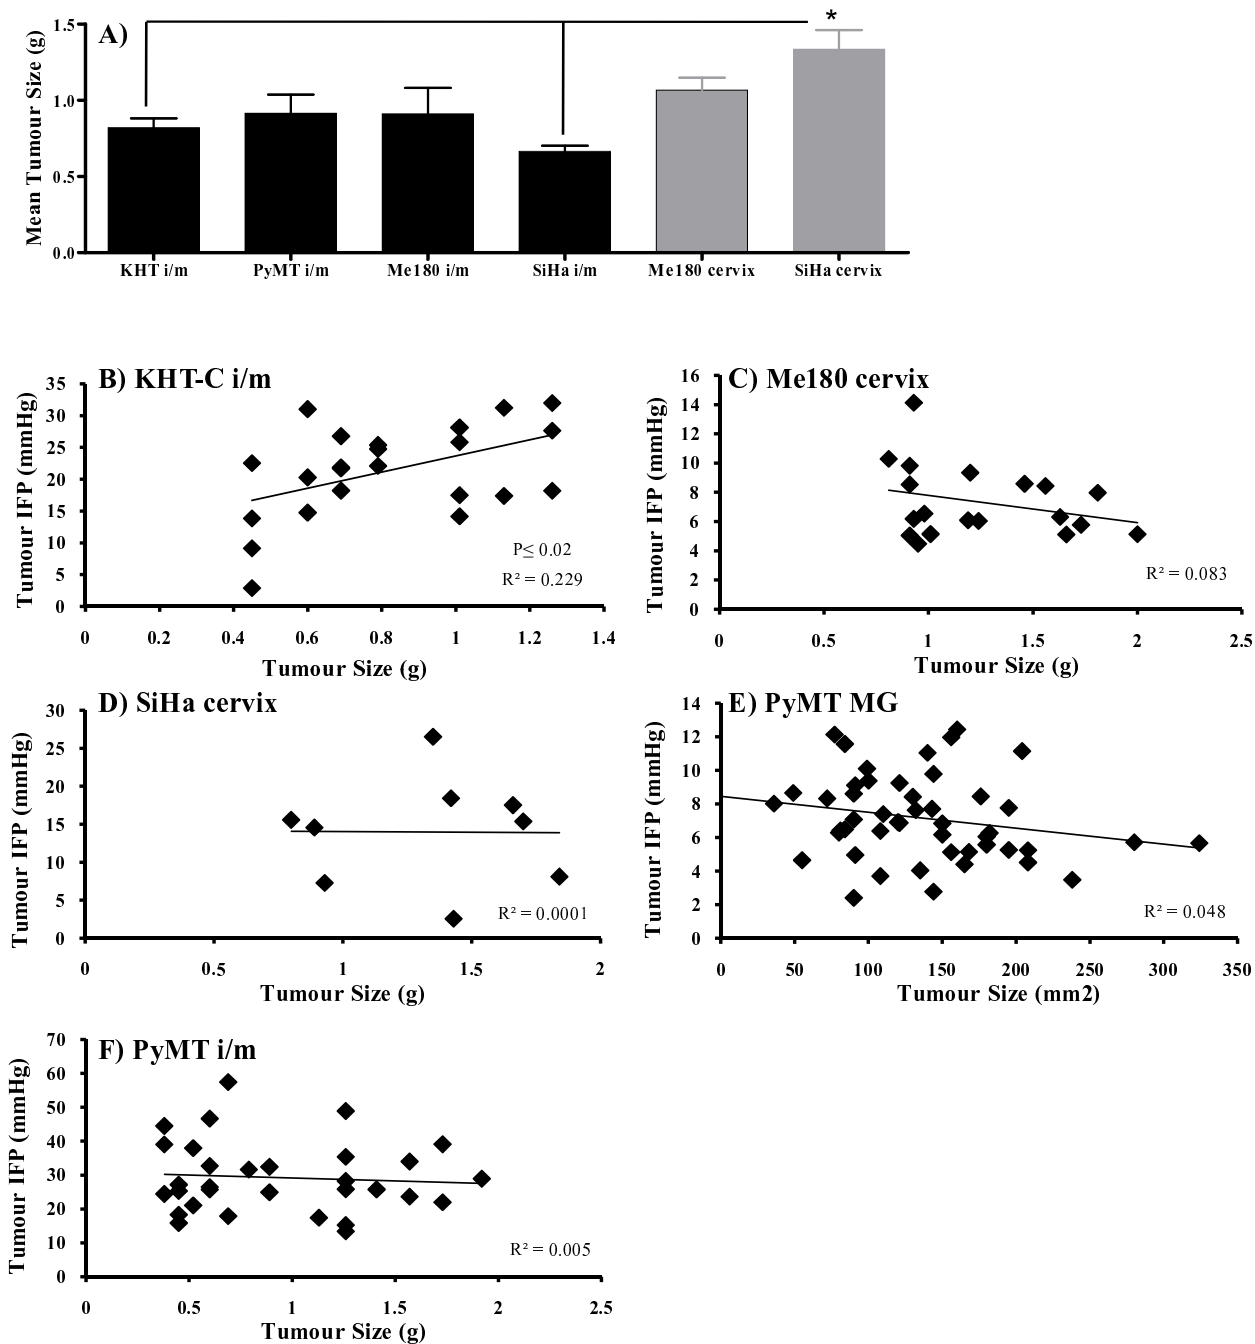 A)
*
Mean Tumour Size (g)
1.5
1.0
0.5
0.0
KHT i/m PyMT i/m Me180 i/m SiHa i/m Me180 cervix SiHa cervix
B) KHT-C i/m
Tumour IFP (mmHg)
35
30
25
20
15
10
5
0
P≤ 0.02
R² = 0.229
0 0.2 0.4 0.6 0.8 1 1.2 1.4
Tumour Size (g)
C) Me180 cervix
Tumour IFP (mmHg)
16
14
12
10
8
6
4
2
0
R² = 0.083
0 0.5 1 1.5 2 2.5
Tumour Size (g)
D) SiHa cervix
Tumour IFP (mmHg)
30
25
20
15
10
5
0
R² = 0.0001
0 0.5 1 1.5 2
Tumour Size (g)
E) PyMT MG
Tumour IFP (mmHg)
14
12
10
8
6
4
2
0
R² = 0.048
0 50 100 150 200 250 300 350
Tumour Size (mm2)
F) PyMT i/m
Tumour IFP (mmHg)
70
60
50
40
30
20
10
0
R² = 0.005
0 0.5 1 1.5 2 2.5
Tumour Size (g)